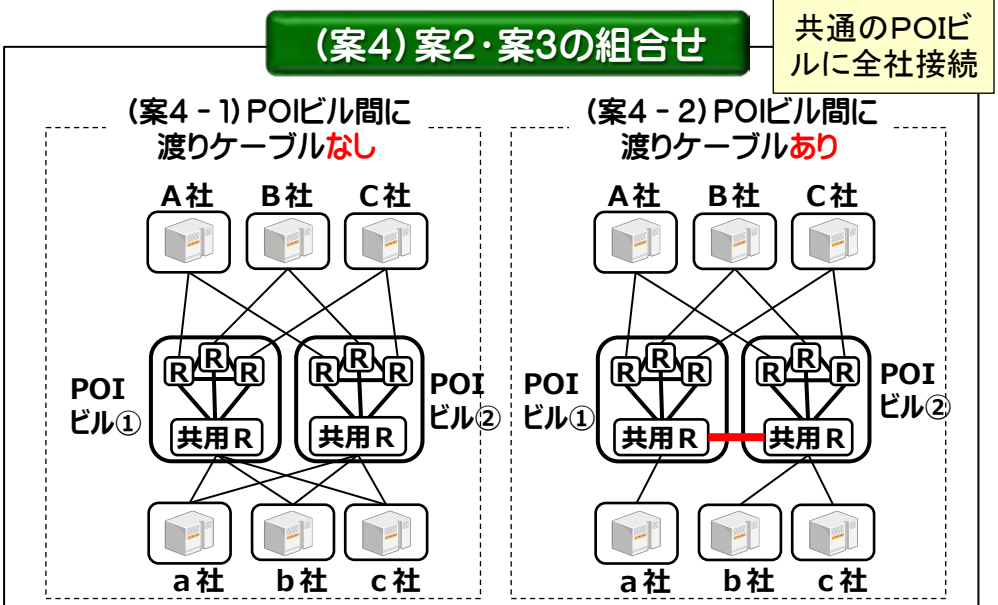 (案4)案2・案3の組合せ
共通のPOIビ
ルに全社接続
(案4‐1)POIビル間に
渡りケーブルなし
A社 B社 C社
R R R
R R R
POI
ビル①
POI
ビル②
共用R
共用R
a社 b社 c社
(案4‐2)POIビル間に
渡りケーブルあり
A社 B社 C社
R R R
R R R
POI
ビル①
POI
ビル②
共用R
共用R
a社 b社 c社